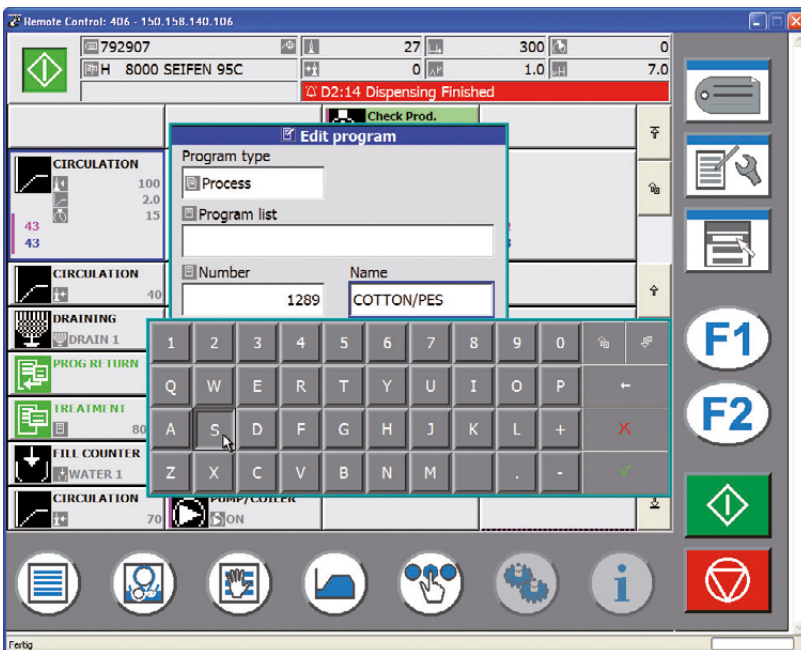 Remote Control: 406 - 150.158.140.106
792907 27 300 0
H 8000 SEIFEN 95C 0 1.0 7.0
D2:14 Dispensing Finished
Check Prod.
Edit program
Program type
Process
Program list
Number Name
1289 COTTON/PES
CIRCULATION
100
2.0
15
43
43
CIRCULATION
40
DRAINING
DRAIN 1
PROG RETURN
TREATMENT
80
FILL COUNTER
WATER 1
CIRCULATION
70
PUMP/COILER
ON
1 2 3 4 5 6 7 8 9 0
Q W E R T Y U I O P ←
A S D F G H J K L + X
Z X C V B N M . -
F1
F2
i
Fertig